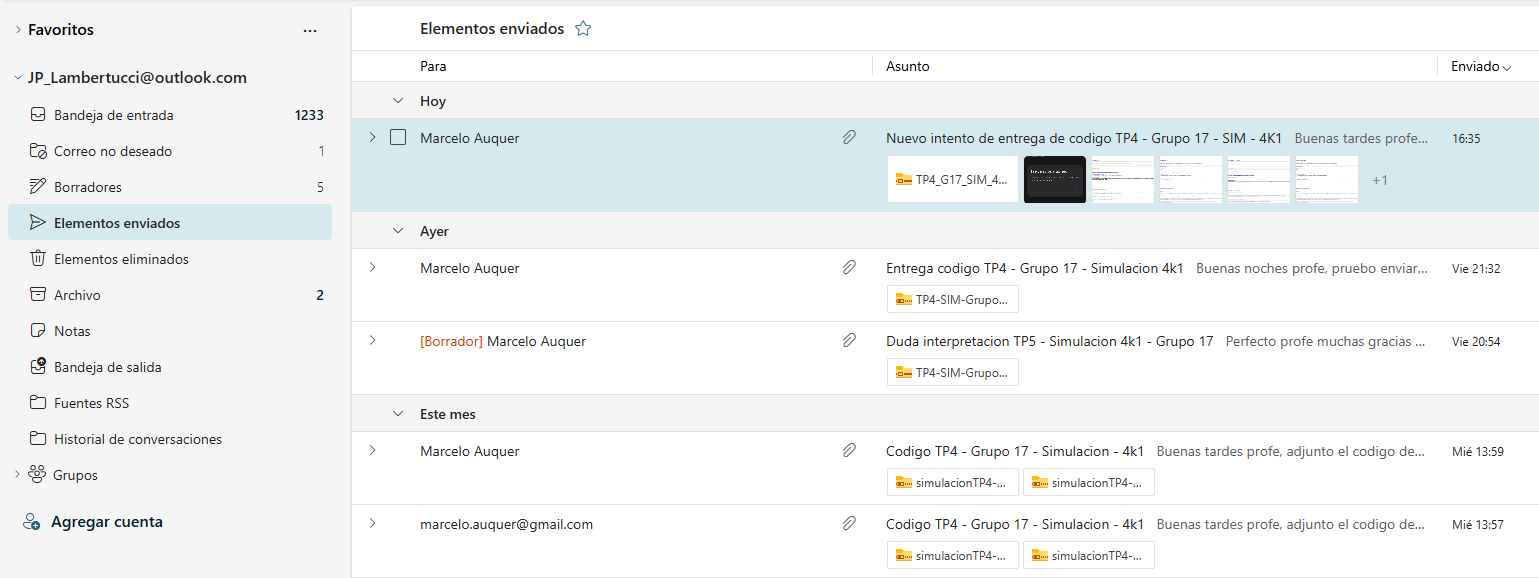 Favoritos
...
JP_Lambertucci@outlook.com
Bandeja de entrada 1233
Correo no deseado 1
Borradores 5
Elementos enviados
Elementos eliminados
Archivo 2
Notas
Bandeja de salida
Fuentes RSS
Historial de conversaciones
Grupos
Agregar cuenta
Elementos enviados
Para Asunto Enviado
Hoy
Marcelo Auquer Nuevo intento de entrega de codigo TP4 - Grupo 17 - SIM - 4K1 Buenas tardes profe... 16:35
TP4_G17_SIM_4... +1
Ayer
Marcelo Auquer Entrega codigo TP4 - Grupo 17 - Simulacion 4k1 Buenas noches profe, pruebo enviar... Vie 21:32
TP4-SIM-Grupo...
[Borrador] Marcelo Auquer Duda interpretacion TP5 - Simulacion 4k1 - Grupo 17 Perfecto profe muchas gracias ... Vie 20:54
TP4-SIM-Grupo...
Este mes
Marcelo Auquer Codigo TP4 - Grupo 17 - Simulacion - 4k1 Buenas tardes profe, adjunto el codigo de... Mié 13:59
simulacionTP4-... simulacionTP4-...
marcelo.auquer@gmail.com Codigo TP4 - Grupo 17 - Simulacion - 4k1 Buenas tardes profe, adjunto el codigo de... Mié 13:57
simulacionTP4-... simulacionTP4-...